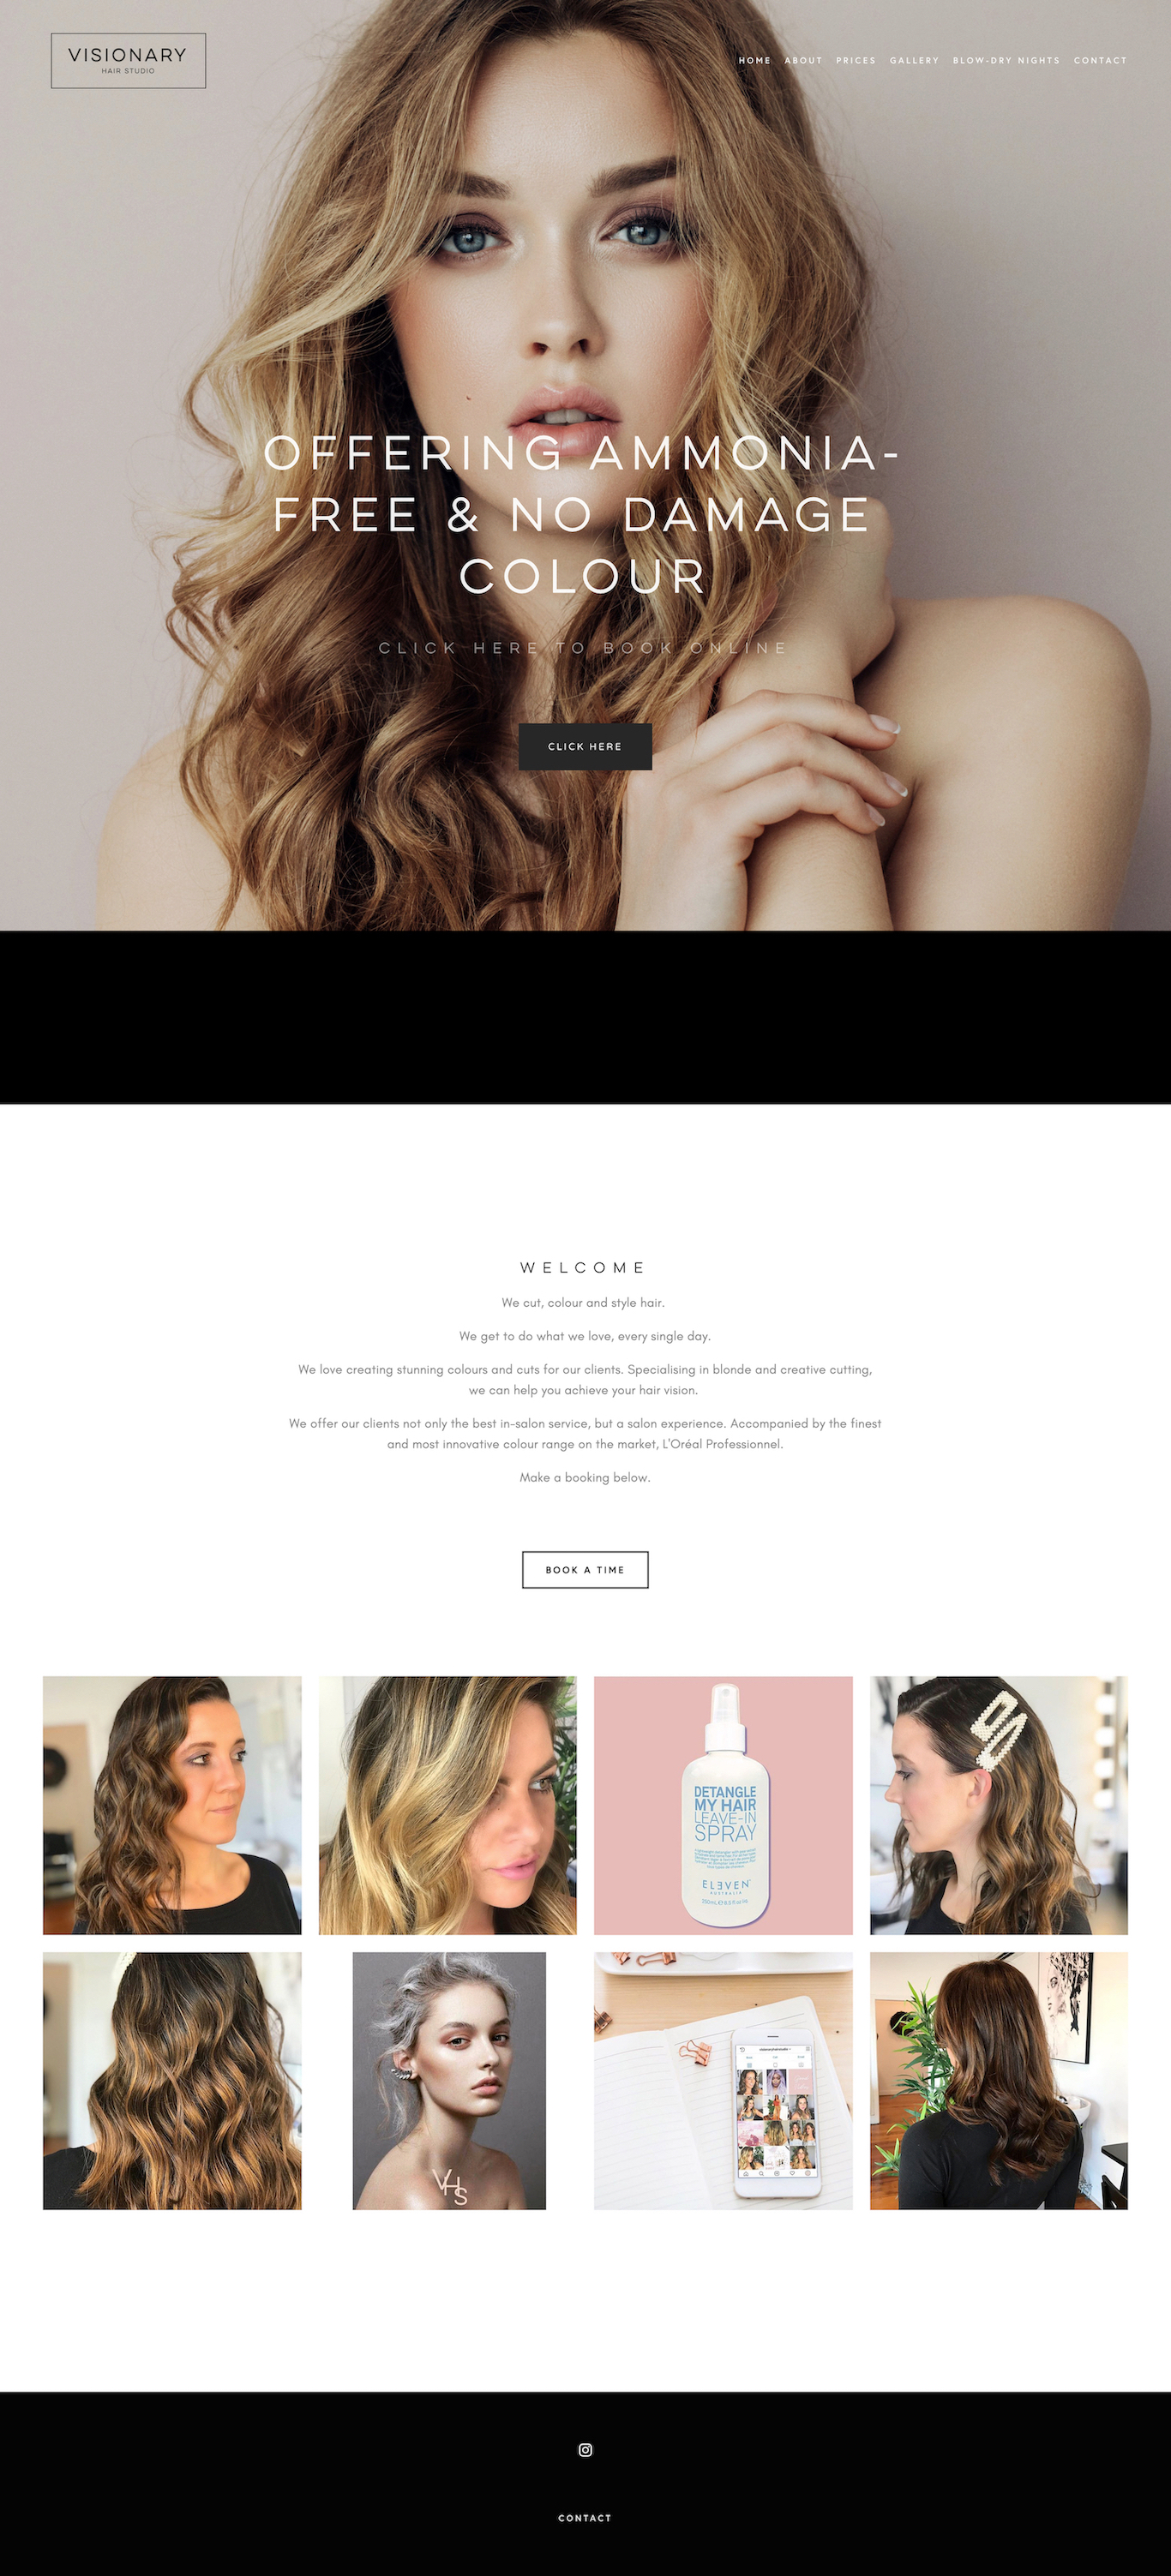 VISIONARY
HAIR STUDIO
HOME ABOUT PRICES GALLERY BLOW-DRY NIGHTS CONTACT
OFFERING AMMONIA-
FREE & NO DAMAGE
COLOUR
CLICK HERE TO BOOK ONLINE
CLICK HERE
WELCOME
We cut, colour and style hair.
We get to do what we love, every single day.
We love creating stunning colours and cuts for our clients. Specialising in blonde and creative cutting,
we can help you achieve your hair vision.
We offer our clients not only the best in-salon service, but a salon experience. Accompanied by the finest
and most innovative colour range on the market, L'Oréal Professionnel.
Make a booking below.
BOOK A TIME
DETANGLE
MY HAIR
LEAVE-IN
SPRAY
ELEVEN
AUSTRALIA
VHS
CONTACT